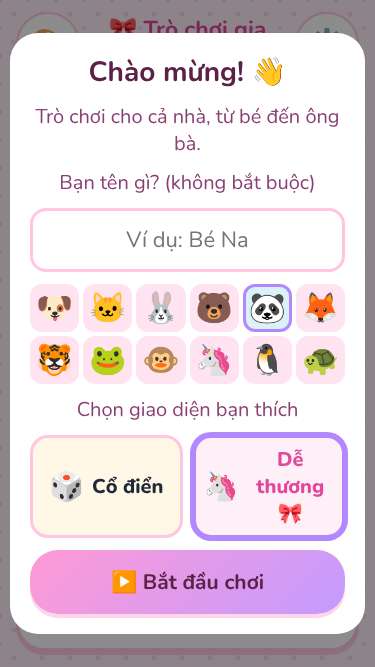 Trò chơi gia
Chào mừng! 👋
Trò chơi cho cả nhà, từ bé đến ông
bà.
Bạn tên gì? (không bắt buộc)
Ví dụ: Bé Na
Chọn giao diện bạn thích
Cổ điển
Dễ
thương
Bắt đầu chơi